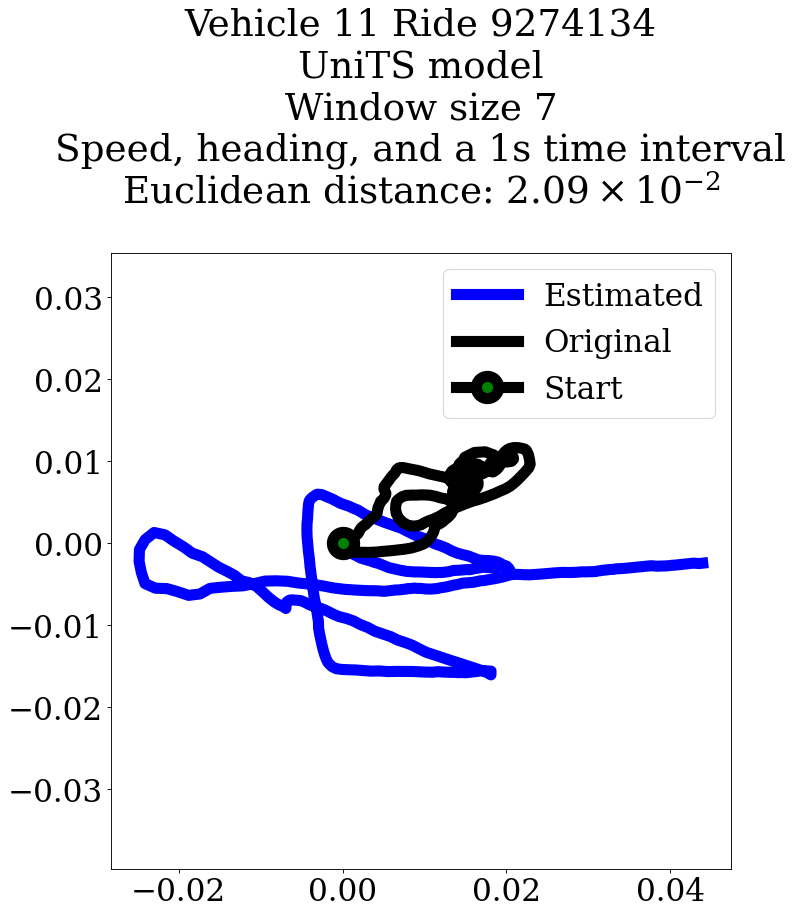 Vehicle 11 Ride 9274134
UniTS model
Window size 7
Speed, heading, and a 1s time interval
Euclidean distance: 2.09 × 10⁻²
Estimated
Original
Start
0.03
0.02
0.01
0.00
−0.01
−0.02
−0.03
−0.02 0.00 0.02 0.04